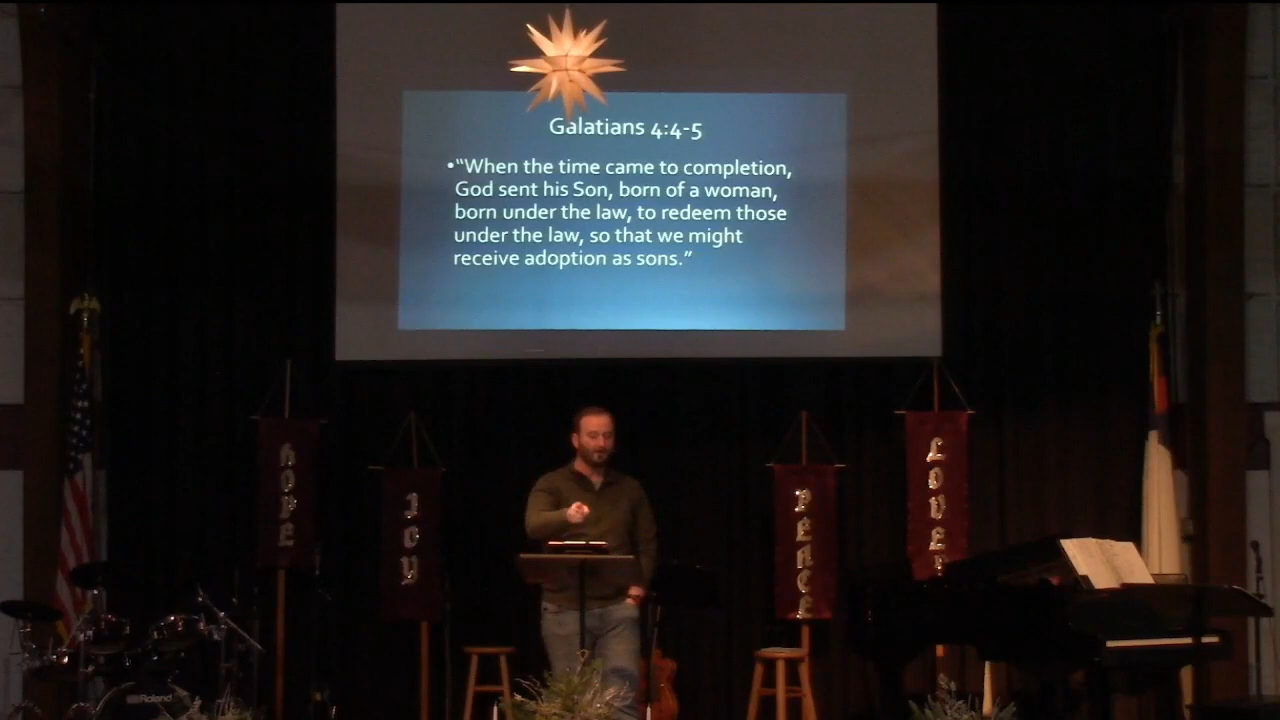 Galatians 4:4-5
•“When the time came to completion,
God sent his Son, born of a woman,
born under the law, to redeem those
under the law, so that we might
receive adoption as sons.”
HOPE
JOY
PEACE
LOVE
Roland